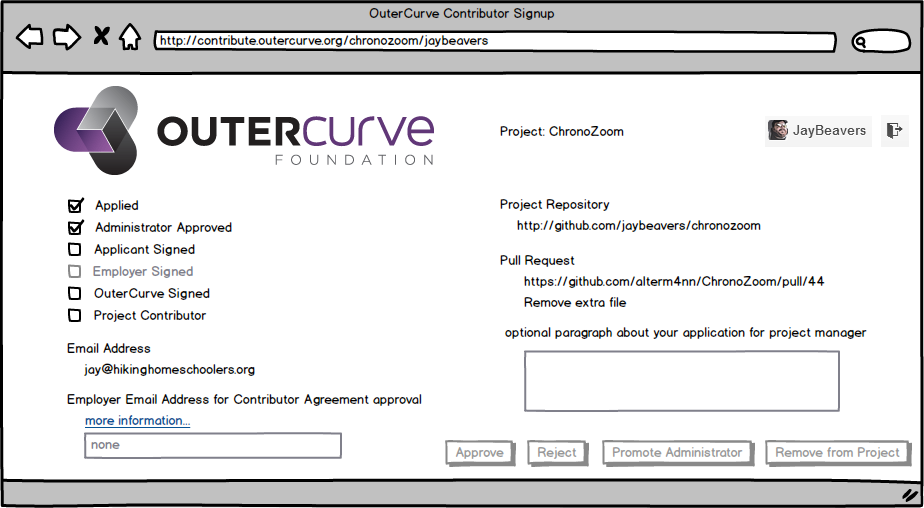 OuterCurve Contributor Signup
http://contribute.outercurve.org/chronozoom/jaybeavers
OUTERCURVE
FOUNDATION
Project: ChronoZoom
JayBeavers
Applied
Administrator Approved
Applicant Signed
Employer Signed
OuterCurve Signed
Project Contributor
Email Address
jay@hikinghomeschoolers.org
Employer Email Address for Contributor Agreement approval
more information...
none
Project Repository
http://github.com/jaybeavers/chronozoom
Pull Request
https://github.com/alterm4nn/ChronoZoom/pull/44
Remove extra file
optional paragraph about your application for project manager
Approve
Reject
Promote Administrator
Remove from Project